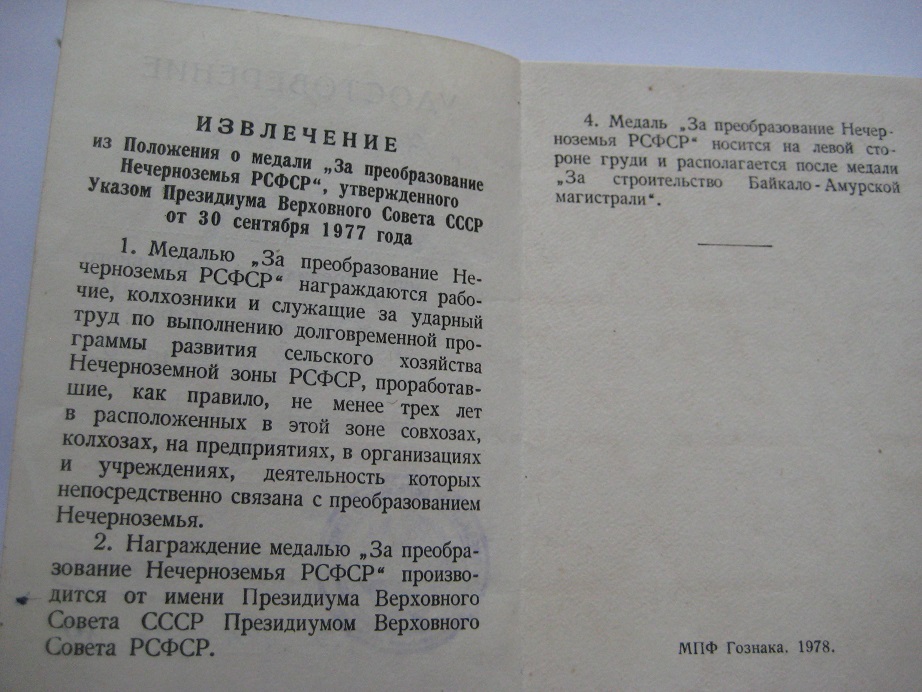 ИЗВЛЕЧЕНИЕ
из Положения о медали „За преобразование
Нечерноземья РСФСР“, утвержденного
Указом Президиума Верховного Совета СССР
от 30 сентября 1977 года
1. Медалью „За преобразование Не-
черноземья РСФСР“ награждаются рабо-
чие, колхозники и служащие за ударный
труд по выполнению долговременной про-
граммы развития сельского хозяйства
Нечерноземной зоны РСФСР, проработав-
шие, как правило, не менее трех лет
в расположенных в этой зоне совхозах,
колхозах, на предприятиях, в организациях
и учреждениях, деятельность которых
непосредственно связана с преобразованием
Нечерноземья.
2. Награждение медалью „За преобра-
зование Нечерноземья РСФСР“ произво-
дится от имени Президиума Верховного
Совета СССР Президиумом Верховного
Совета РСФСР.
4. Медаль „За преобразование Нечер-
ноземья РСФСР“ носится на левой сто-
роне груди и располагается после медали
„За строительство Байкало-Амурской
магистрали“.
МПФ Гознака. 1978.
УДОСТОВЕРЕНИЕ